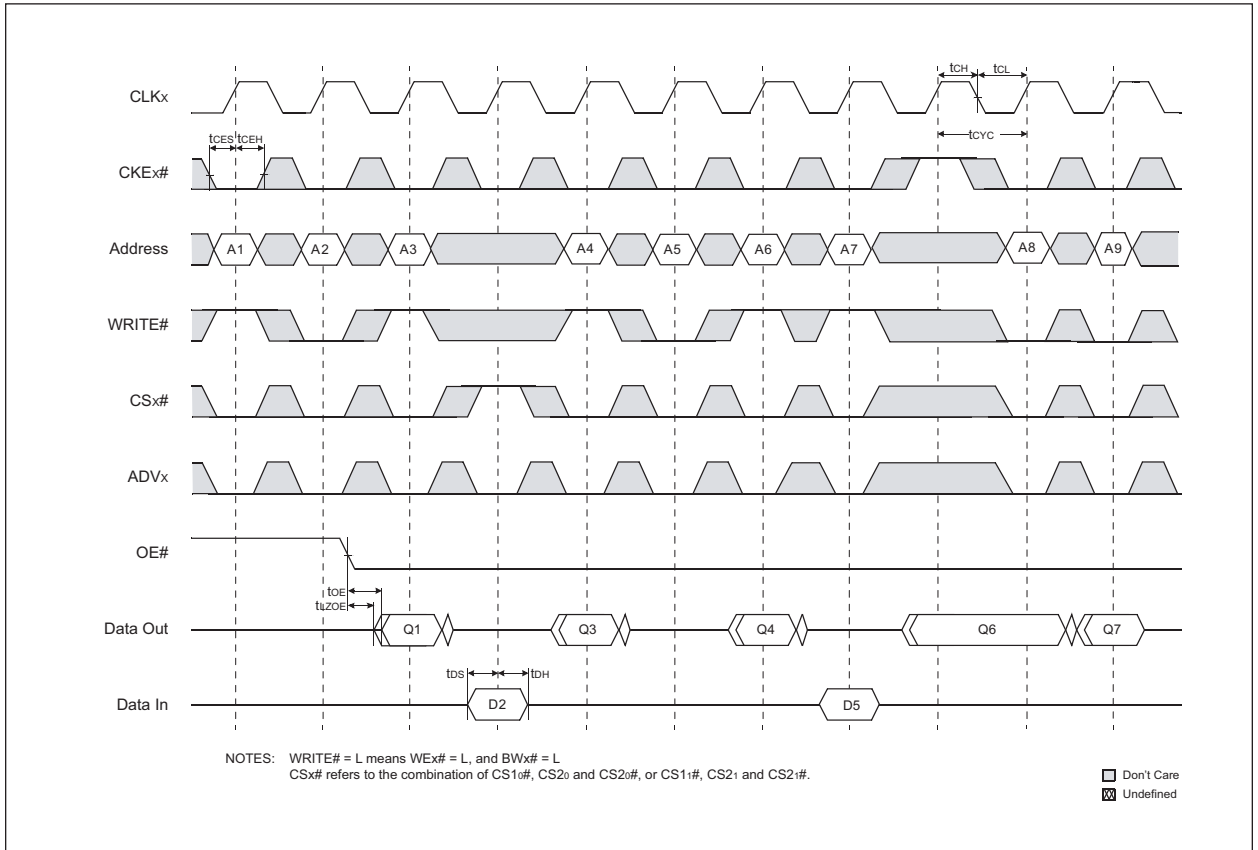 tCH tCL
CLKx
tCYC
tCES tCEH
CKEx#
Address A1 A2 A3 A4 A5 A6 A7 A8 A9
WRITE#
CSx#
ADVx
OE#
tOE
tLZOE
Data Out Q1 Q3 Q4 Q6 Q7
tDS tDH
Data In D2 D5
NOTES: WRITE# = L means WEx# = L, and BWx# = L
CSx# refers to the combination of CS10#, CS20 and CS20#, or CS11#, CS21 and CS21#.
Don't Care
Undefined